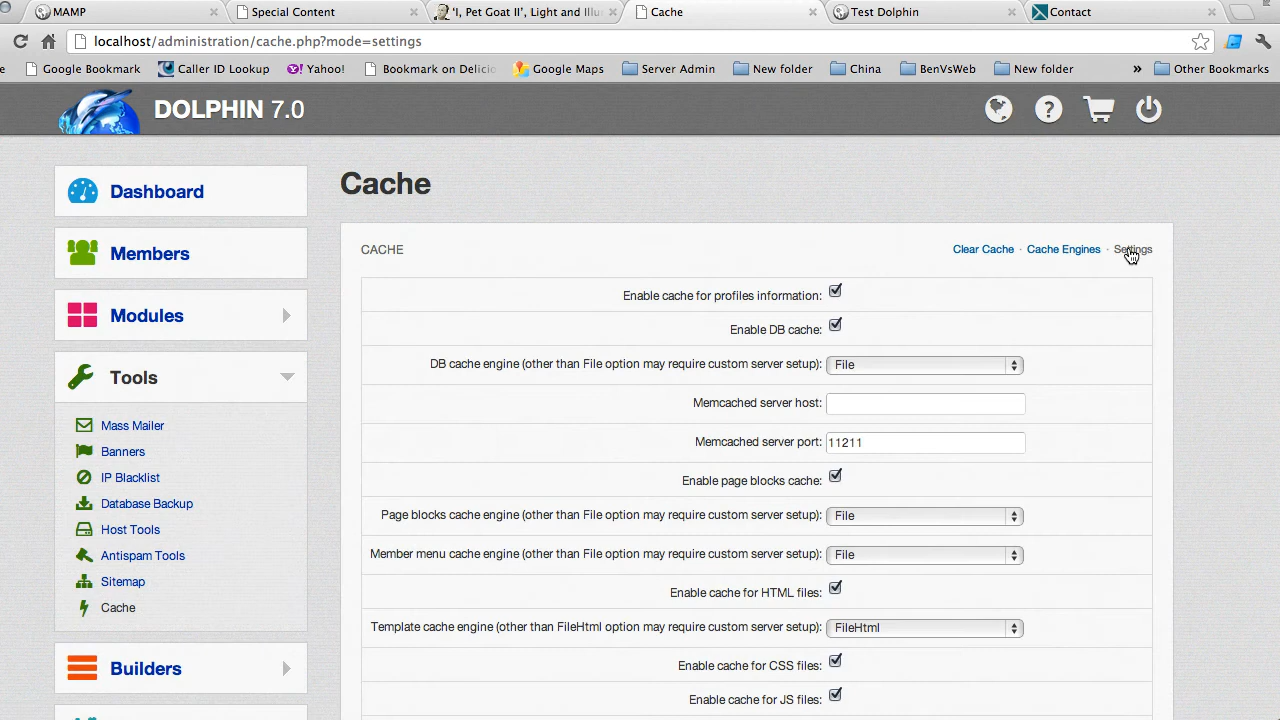 MAMP
Special Content
'I, Pet Goat II', Light and Illu
Cache
Test Dolphin
Contact
localhost/administration/cache.php?mode=settings
Google Bookmark
Caller ID Lookup
Yahoo!
Bookmark on Delici
Google Maps
Server Admin
New folder
China
BenVsWeb
New folder
»
Other Bookmarks
DOLPHIN 7.0
Dashboard
Members
Modules
Tools
Mass Mailer
Banners
IP Blacklist
Database Backup
Host Tools
Antispam Tools
Sitemap
Cache
Builders
Cache
CACHE
Clear Cache · Cache Engines · Settings
Enable cache for profiles information:
Enable DB cache:
DB cache engine (other than File option may require custom server setup): File
Memcached server host:
Memcached server port: 11211
Enable page blocks cache:
Page blocks cache engine (other than File option may require custom server setup): File
Member menu cache engine (other than File option may require custom server setup): File
Enable cache for HTML files:
Template cache engine (other than FileHtml option may require custom server setup): FileHtml
Enable cache for CSS files:
Enable cache for JS files: